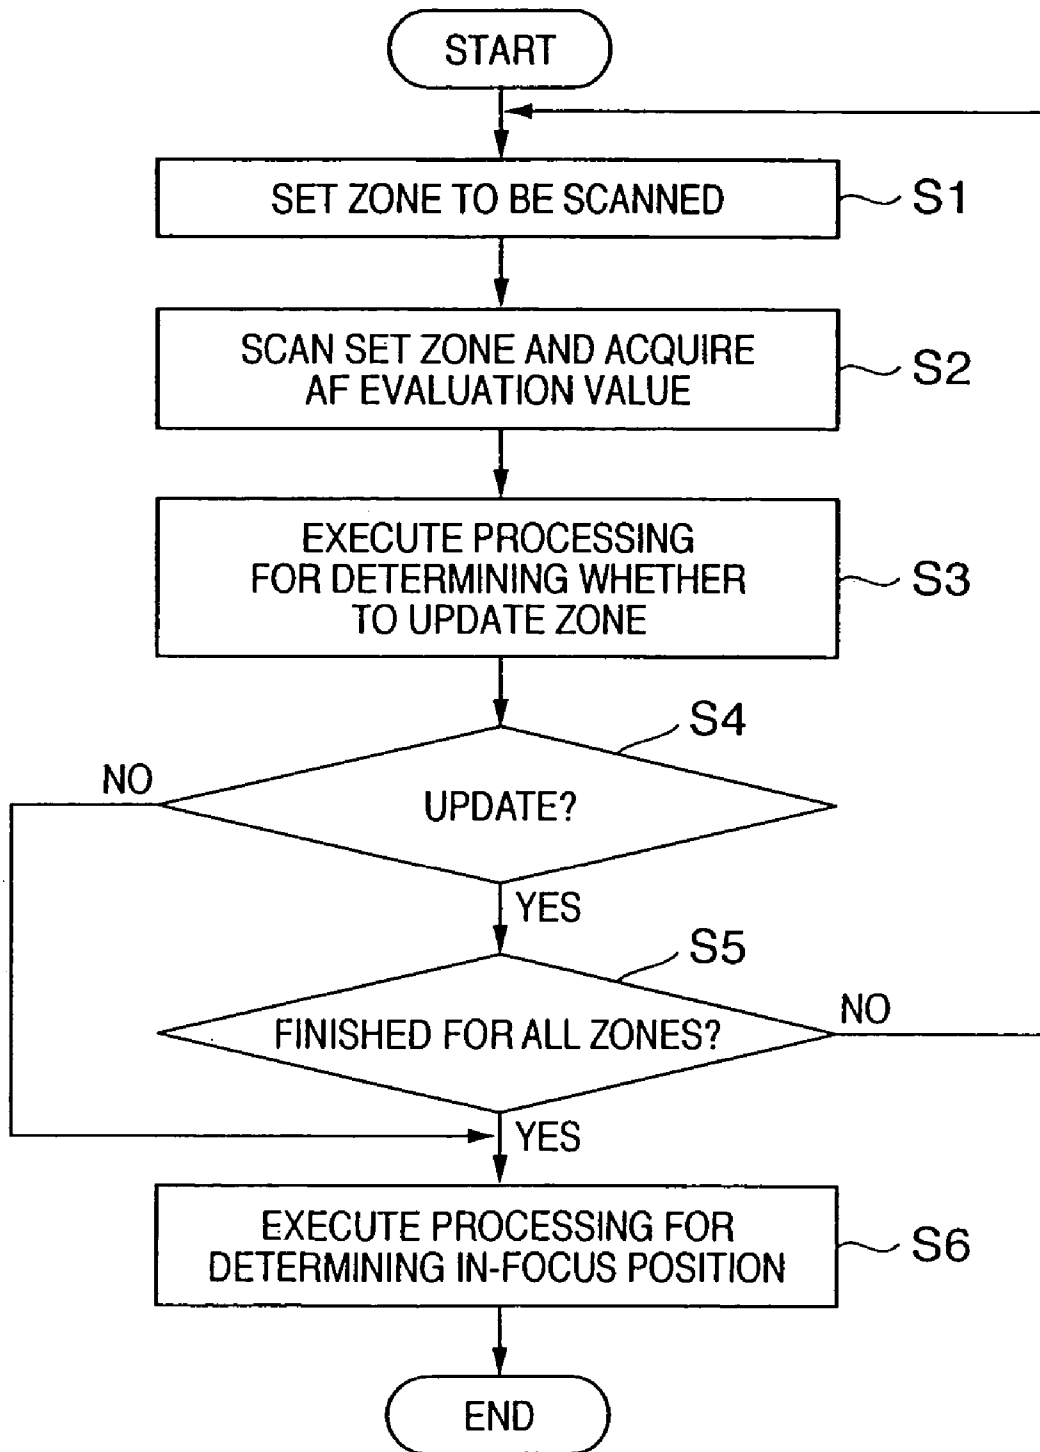 START
SET ZONE TO BE SCANNED
S1
SCAN SET ZONE AND ACQUIRE
AF EVALUATION VALUE
S2
EXECUTE PROCESSING
FOR DETERMINING WHETHER
TO UPDATE ZONE
S3
S4
NO
UPDATE?
YES
S5
FINISHED FOR ALL ZONES?
NO
YES
EXECUTE PROCESSING FOR
DETERMINING IN-FOCUS POSITION
S6
END